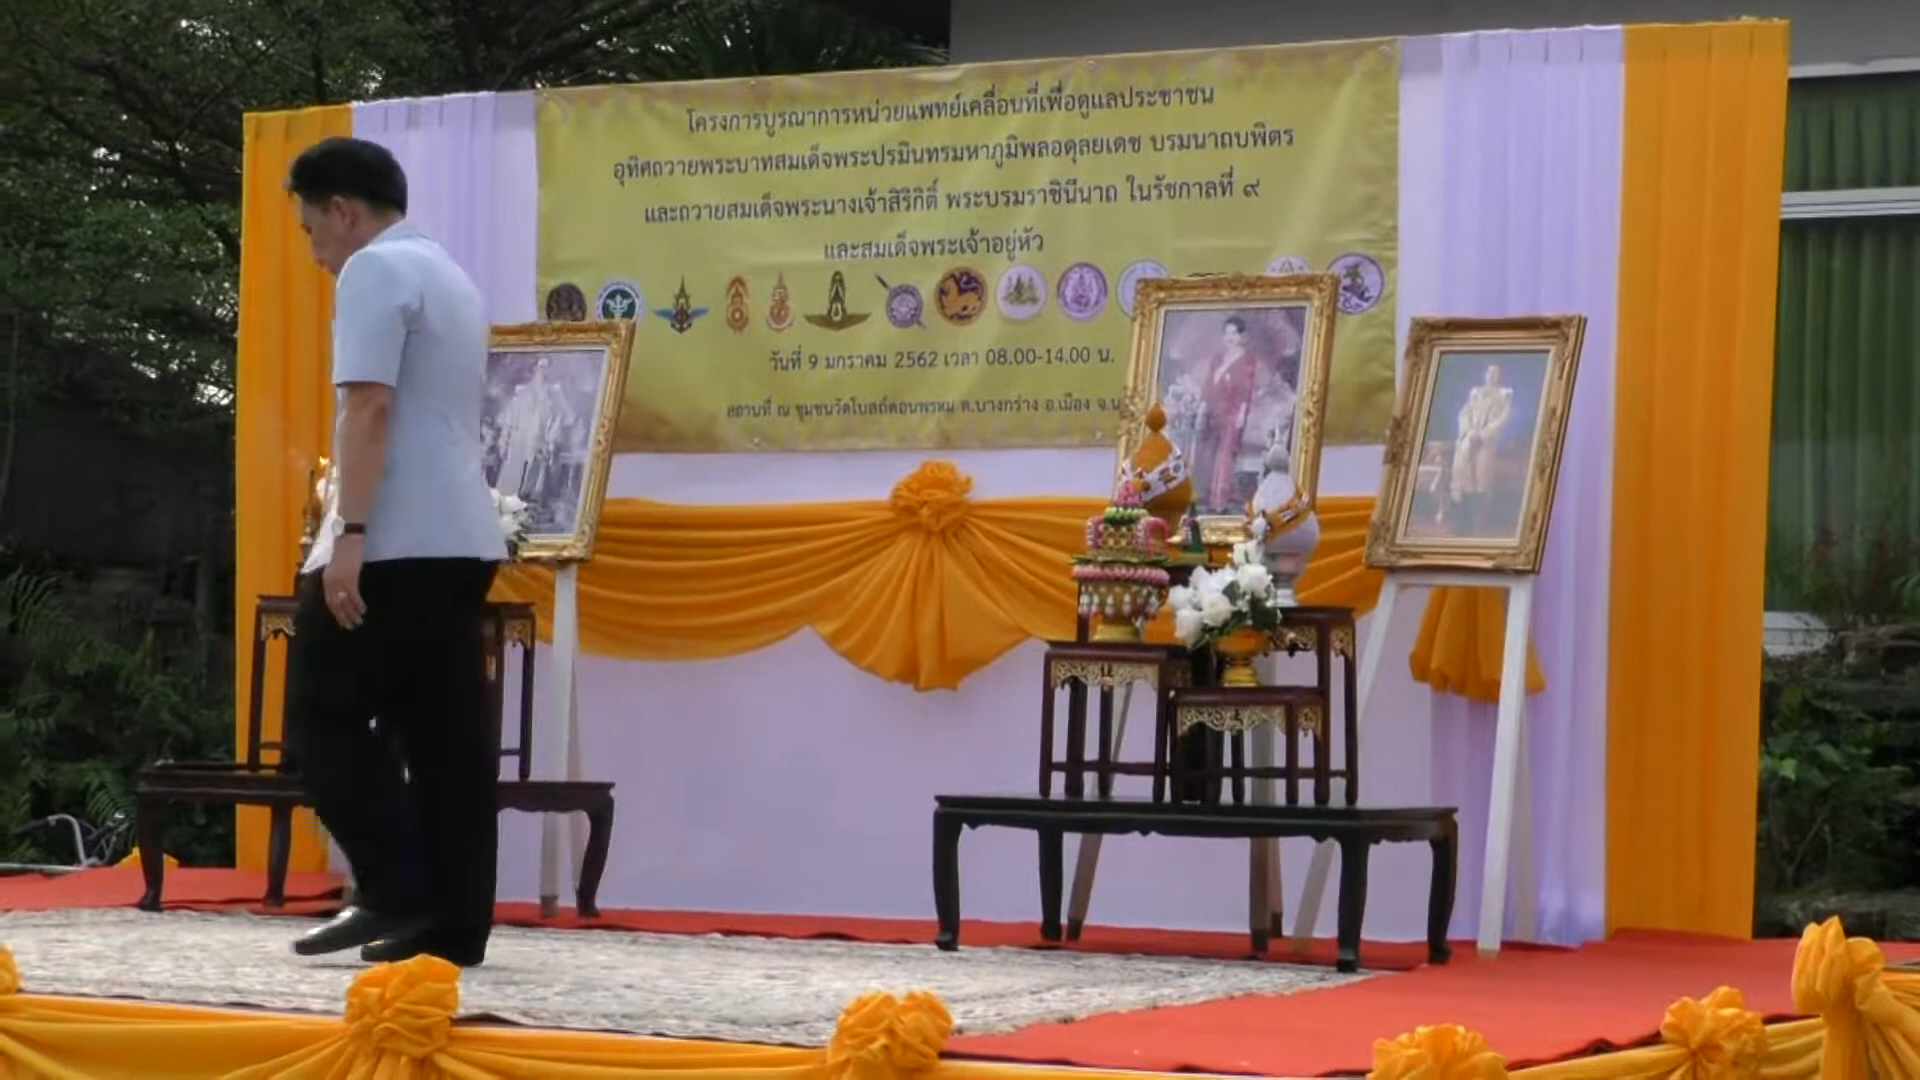 โครงการบูรณาการหน่วยแพทย์เคลื่อนที่เพื่อดูแลประชาชน
อุทิศถวายพระบาทสมเด็จพระปรมินทรมหาภูมิพลอดุลยเดช บรมนาถบพิตร
และถวายสมเด็จพระนางเจ้าสิริกิติ์ พระบรมราชินีนาถ ในรัชกาลที่ ๙
และสมเด็จพระเจ้าอยู่หัว
วันที่ 9 มกราคม 2562 เวลา 08.00-14.00 น.
สถานที่ ณ ชุมชนวัดโบสถ์ดอนพรหม ต.บางกร่าง อ.เมือง จ.น